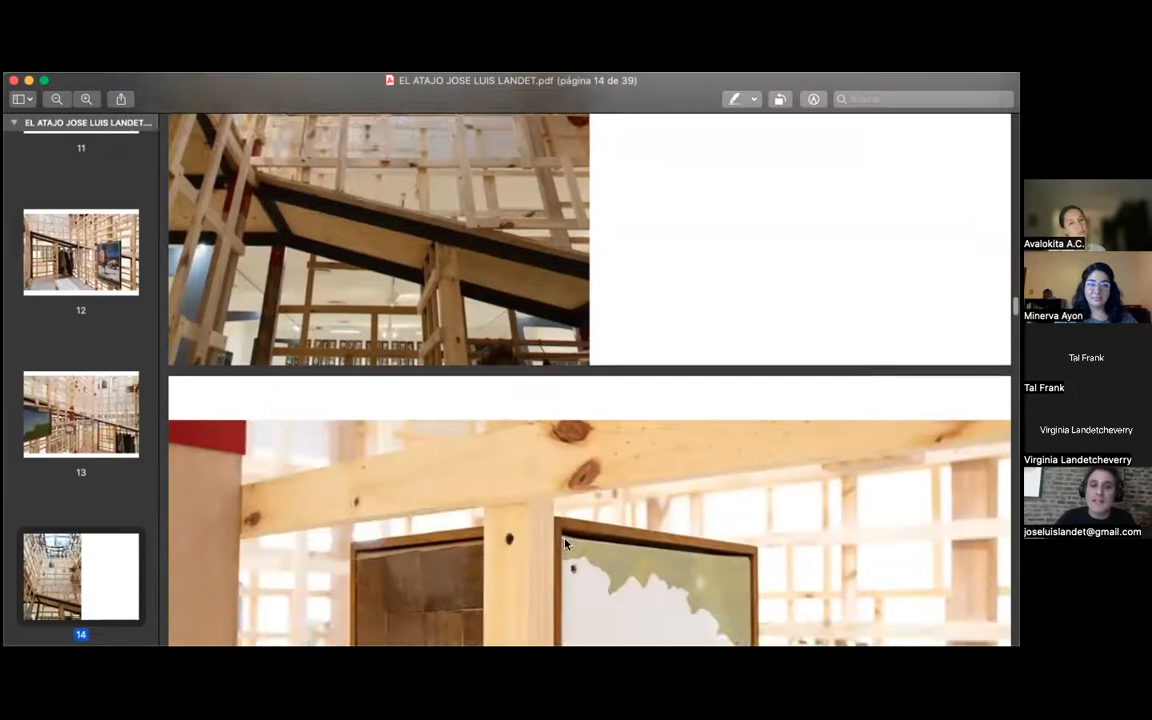 EL ATAJO JOSE LUIS LANDET.pdf (página 14 de 39)
Buscar
EL ATAJO JOSE LUIS LANDET....
11
12
13
14
Avalokita A.C.
Minerva Ayon
Tal Frank
Tal Frank
Virginia Landetcheverry
Virginia Landetcheverry
joseluislandet@gmail.com